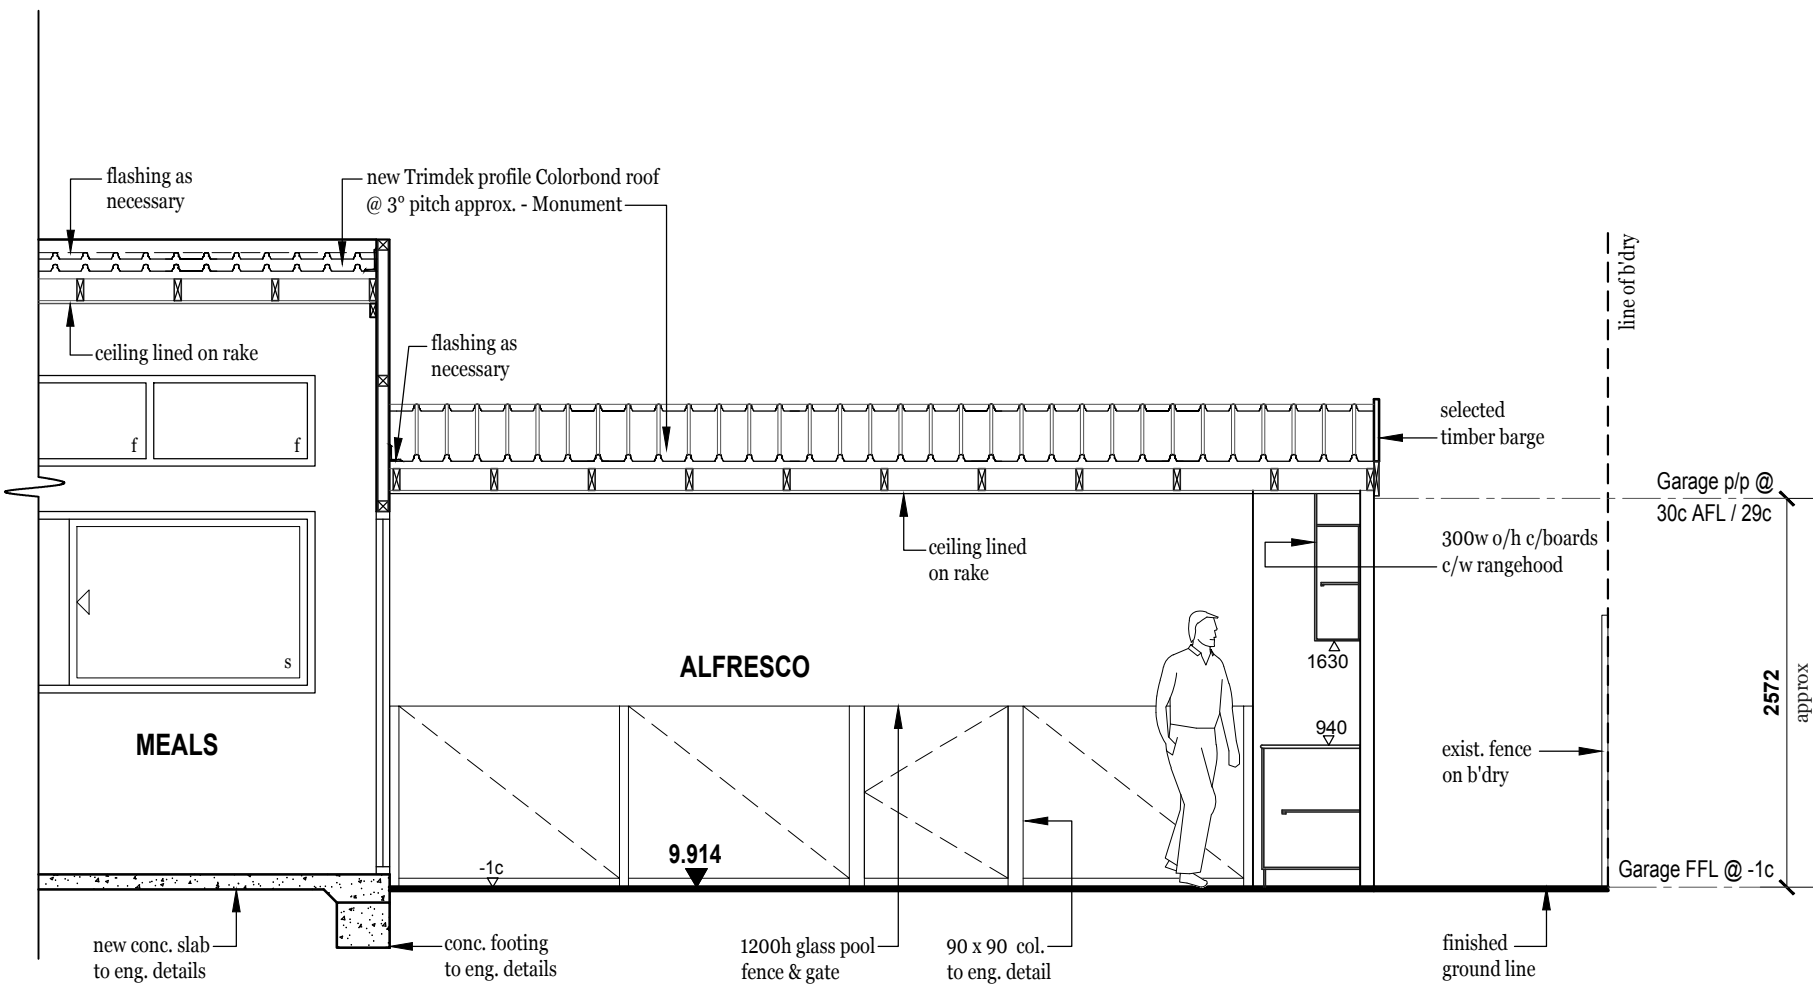 flashing as
necessary
new Trimdek profile Colorbond roof
@ 3° pitch approx. - Monument
line of b'dry
ceiling lined on rake
flashing as
necessary
f
f
selected
timber barge
Garage p/p @
30c AFL / 29c
ceiling lined
on rake
300w o/h c/boards
c/w rangehood
s
ALFRESCO
1630
2572
approx
MEALS
940
exist. fence
on b'dry
-1c
9.914
Garage FFL @ -1c
new conc. slab
to eng. details
conc. footing
to eng. details
1200h glass pool
fence & gate
90 x 90 col.
to eng. detail
finished
ground line